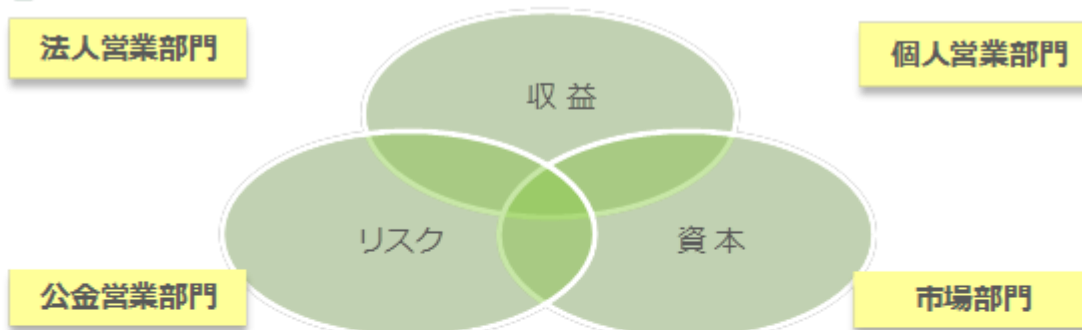 法人営業部門
個人営業部門
収益
リスク
資本
公金営業部門
市場部門